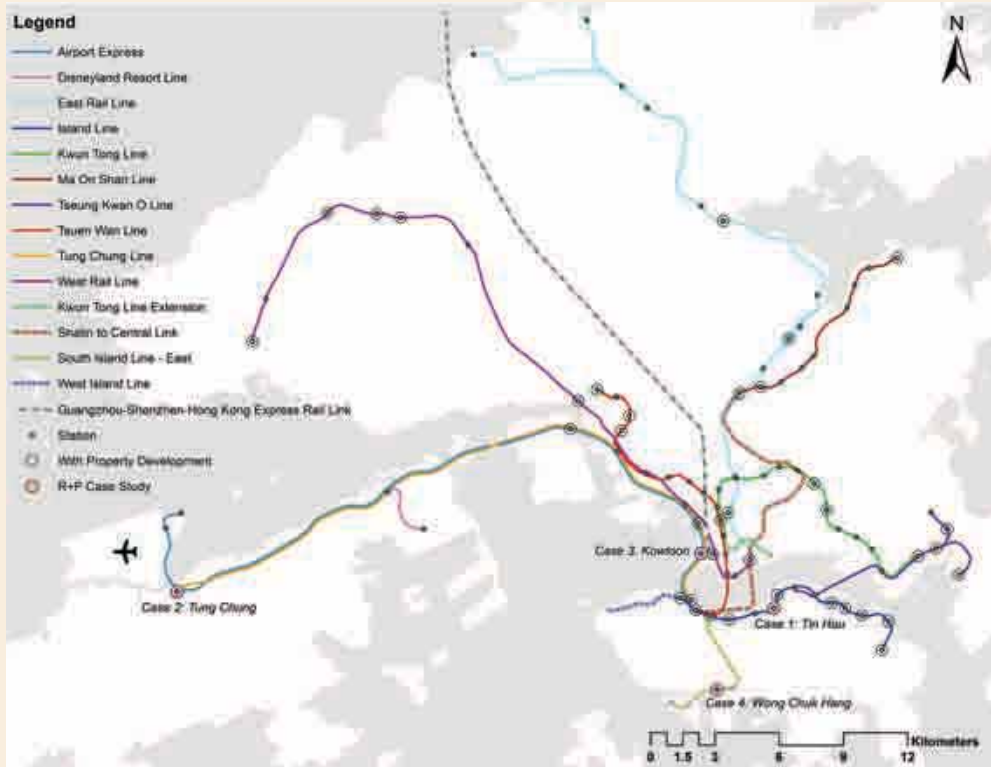 Legend
Airport Express
Disneyland Resort Line
East Rail Line
Island Line
Kwun Tong Line
Ma On Shan Line
Tseung Kwan O Line
Tsuen Wan Line
Tung Chung Line
West Rail Line
Kwun Tong Line Extension
Shatin to Central Link
South Island Line - East
West Island Line
Guangzhou-Shenzhen-Hong Kong Express Rail Link
Station
With Property Development
R+P Case Study
N
Case 3: Kowloon
Case 2: Tung Chung
Case 1: Tin Hau
Case 4: Wong Chuk Hang
Kilometers
0 1.5 3 6 9 12